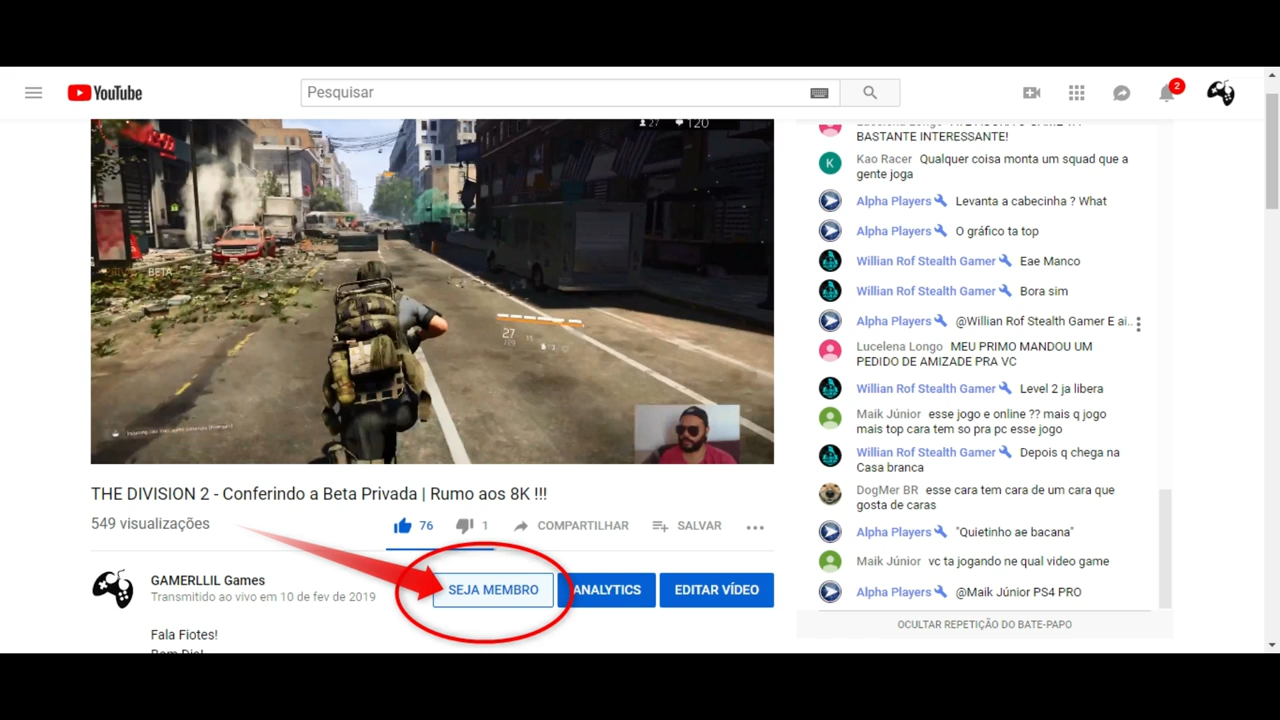 YouTube
Pesquisar
2
27
120
BETA
27
THE DIVISION 2 - Conferindo a Beta Privada | Rumo aos 8K !!!
549 visualizações
76
1
COMPARTILHAR
SALVAR
GAMERLLIL Games
Transmitido ao vivo em 10 de fev de 2019
SEJA MEMBRO
ANALYTICS
EDITAR VÍDEO
Fala Fiotes!
BASTANTE INTERESSANTE!
K
Kao Racer Qualquer coisa monta um squad que a
gente joga
Alpha Players Levanta a cabecinha ? What
Alpha Players O gráfico ta top
Willian Rof Stealth Gamer Eae Manco
Willian Rof Stealth Gamer Bora sim
Alpha Players @Willian Rof Stealth Gamer E ai..
Lucelena Longo MEU PRIMO MANDOU UM
PEDIDO DE AMIZADE PRA VC
Willian Rof Stealth Gamer Level 2 ja libera
Maik Júnior esse jogo e online ?? mais q jogo
mais top cara tem so pra pc esse jogo
Willian Rof Stealth Gamer Depois q chega na
Casa branca
DogMer BR esse cara tem cara de um cara que
gosta de caras
Alpha Players "Quietinho ae bacana"
Maik Júnior vc ta jogando ne qual video game
Alpha Players @Maik Júnior PS4 PRO
OCULTAR REPETIÇÃO DO BATE-PAPO